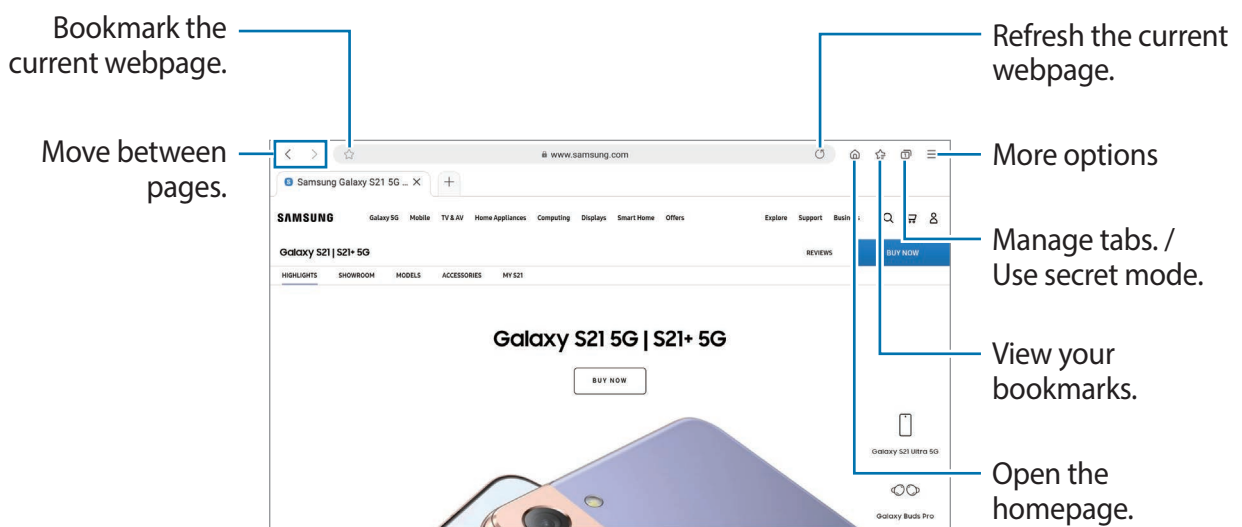 Bookmark the
current webpage.
Refresh the current
webpage.
Move between
pages.
www.samsung.com
1
More options
S Samsung Galaxy S21 5G ...
SAMSUNG Galaxy 5G Mobile TV & AV Home Appliances Computing Displays Smart Home Offers Explore Support
Manage tabs. /
Use secret mode.
Galaxy S21 | S21+ 5G REVIEWS BUY NOW
HIGHLIGHTS SHOWROOM MODELS ACCESSORIES MY S21
Galaxy S21 5G | S21+ 5G
BUY NOW
View your
bookmarks.
Galaxy S21 Ultra 5G
Open the
homepage.
Galaxy Buds Pro